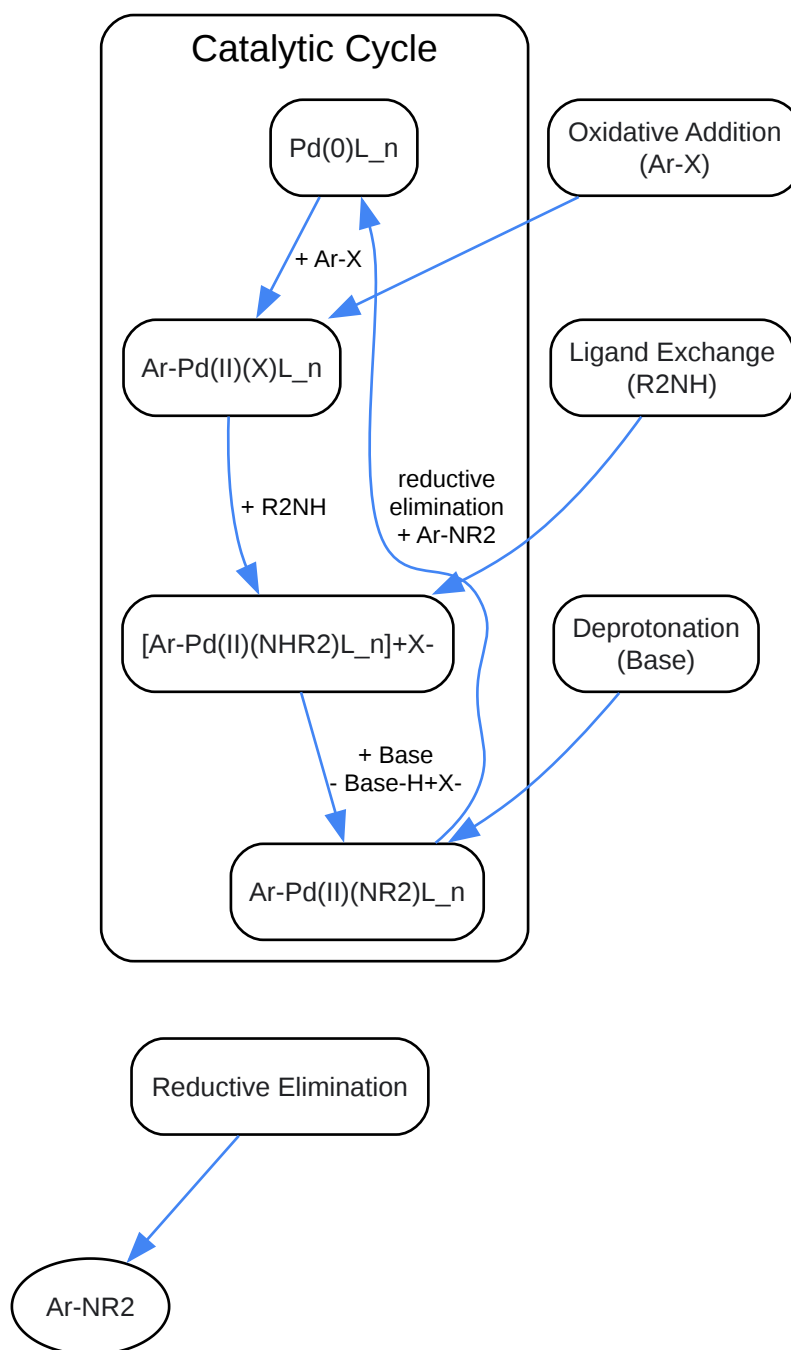 Catalytic Cycle
Pd(0)L_n
Oxidative Addition
(Ar-X)
+ Ar-X
Ar-Pd(II)(X)L_n
Ligand Exchange
(R2NH)
+ R2NH
reductive
elimination
+ Ar-NR2
[Ar-Pd(II)(NHR2)L_n]+X-
Deprotonation
(Base)
+ Base
- Base-H+X-
Ar-Pd(II)(NR2)L_n
Reductive Elimination
Ar-NR2